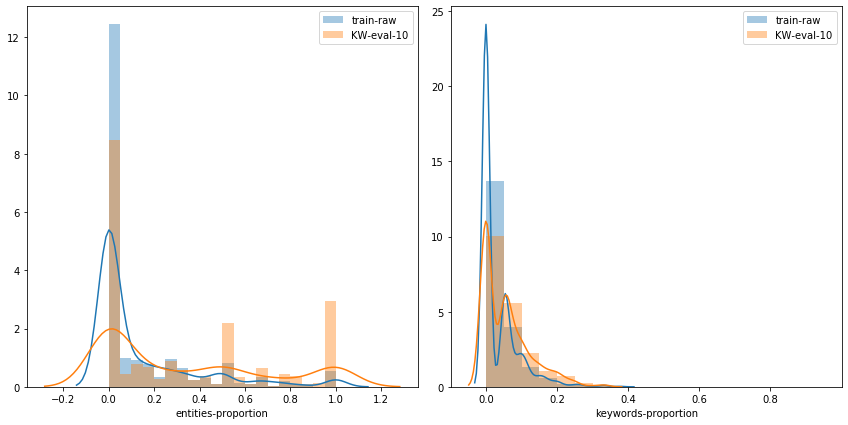 train-raw
KW-eval-10
12
10
8
6
4
2
0
−0.2 0.0 0.2 0.4 0.6 0.8 1.0 1.2
entities-proportion
train-raw
KW-eval-10
25
20
15
10
5
0
0.0 0.2 0.4 0.6 0.8
keywords-proportion